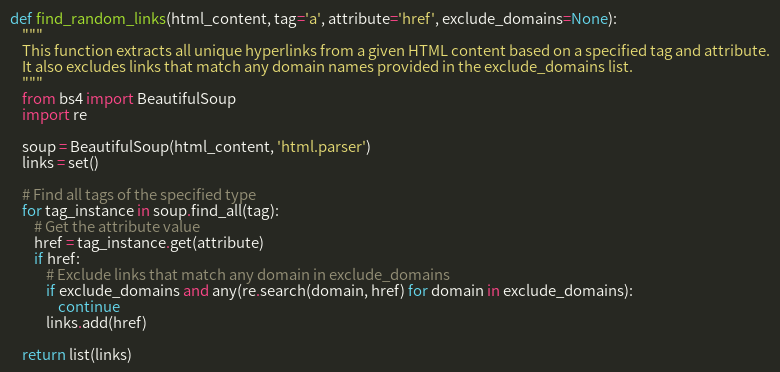 def find_random_links(html_content, tag='a', attribute='href', exclude_domains=None):
    """
    This function extracts all unique hyperlinks from a given HTML content based on a specified tag and attribute.
    It also excludes links that match any domain names provided in the exclude_domains list.
    """
    from bs4 import BeautifulSoup
    import re

    soup = BeautifulSoup(html_content, 'html.parser')
    links = set()

    # Find all tags of the specified type
    for tag_instance in soup.find_all(tag):
        # Get the attribute value
        href = tag_instance.get(attribute)
        if href:
            # Exclude links that match any domain in exclude_domains
            if exclude_domains and any(re.search(domain, href) for domain in exclude_domains):
                continue
            links.add(href)

    return list(links)